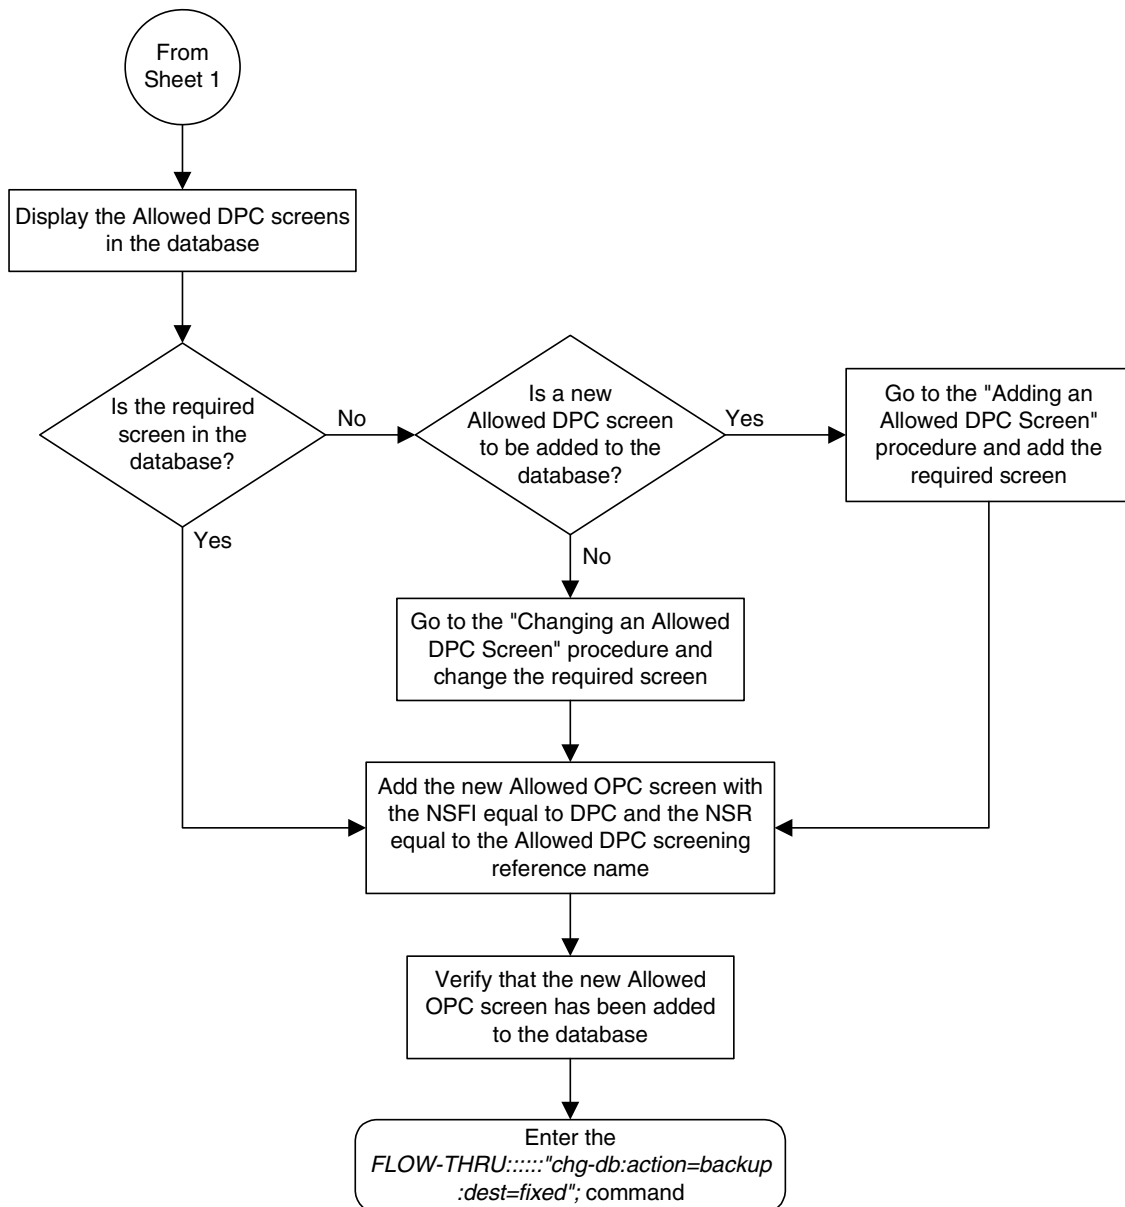 From
Sheet 1
Display the Allowed DPC screens
in the database
Is the required
screen in the
database?
No
Yes
Is a new
Allowed DPC screen
to be added to the
database?
Yes
No
Go to the "Adding an
Allowed DPC Screen"
procedure and add the
required screen
Go to the "Changing an Allowed
DPC Screen" procedure and
change the required screen
Add the new Allowed OPC screen with
the NSFI equal to DPC and the NSR
equal to the Allowed DPC screening
reference name
Verify that the new Allowed
OPC screen has been added
to the database
Enter the
FLOW-THRU::::::"chg-db:action=backup
:dest=fixed"; command